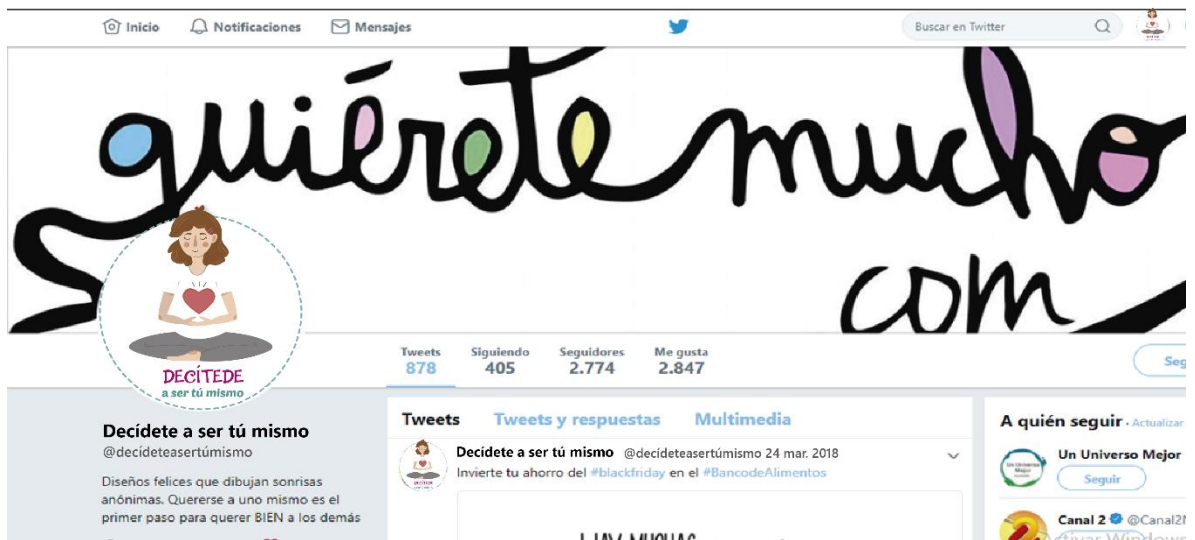 Inicio
Notificaciones
Mensajes
Buscar en Twitter
quiérete mucho
com
Tweets
878
Siguiendo
405
Seguidores
2.774
Me gusta
2.847
Seg
DECÍTEDE
a ser tú mismo
Decídete a ser tú mismo
@decídeteasertúmismo
Diseños felices que dibujan sonrisas
anónimas. Quererse a uno mismo es el
primer paso para querer BIEN a los demás
Tweets
Tweets y respuestas
Multimedia
Decídete a ser tú mismo @decídeteasertúmismo 24 mar. 2018
Invierte tu ahorro del #blackfriday en el #BancodeAlimentos
HAY MUCHAS
A quién seguir · Actualizar
Un Universo Mejor
Seguir
Canal 2 @Canal2N